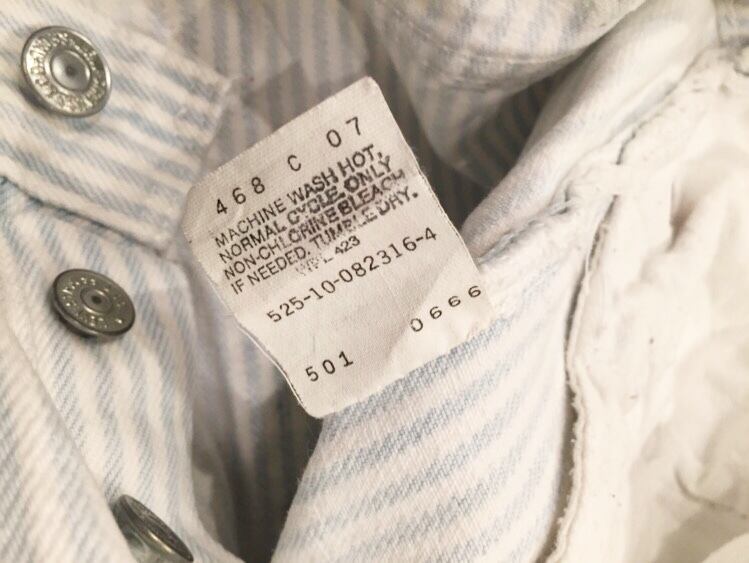 468 C 07
MACHINE WASH HOT,
NORMAL CYCLE ONLY
NON-CHLORINE BLEACH
IF NEEDED. TUMBLE DRY.
WPL 423
525-10-082316-4
501 0666